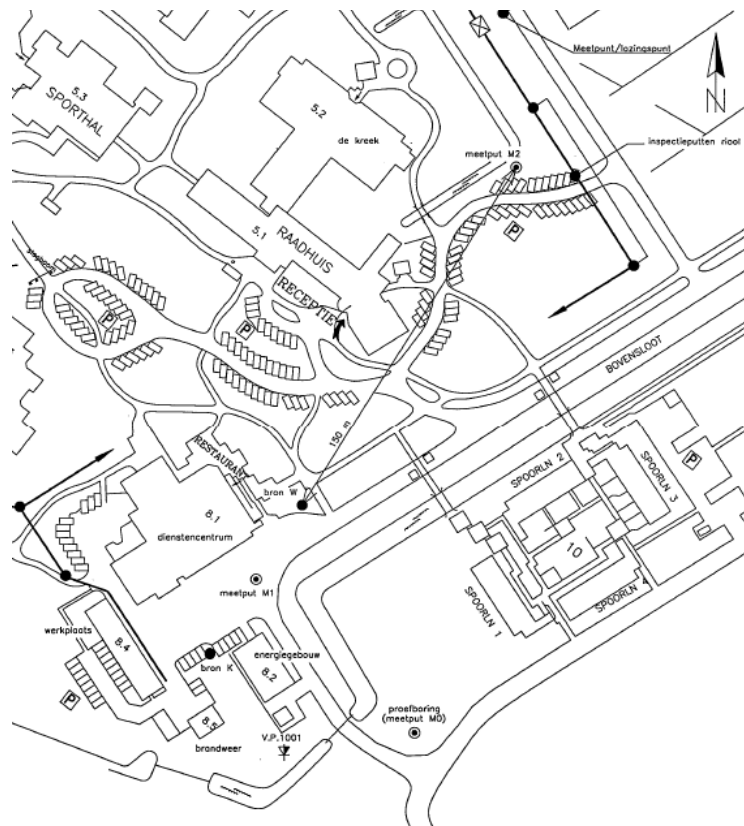 Meetpunt/lozingspunt
N
5.3
SPORTHAL
5.2
de kreek
meetput M2
inspectieputten riool
5.1
RAADHUIS
RECEPTIE
P
P
P
BOVENSLOOT
150 m
RESTAURANT
bron W
8.1
dienstencentrum
SPOORLN 2
SPOORLN 3
P
10
SPOORLN 1
SPOORLN 4
meetput M1
werkplaats
8.4
bron K
energiegebouw
8.2
P
8.5
brandweer
V.P.1001
proefboring
(meetput M0)